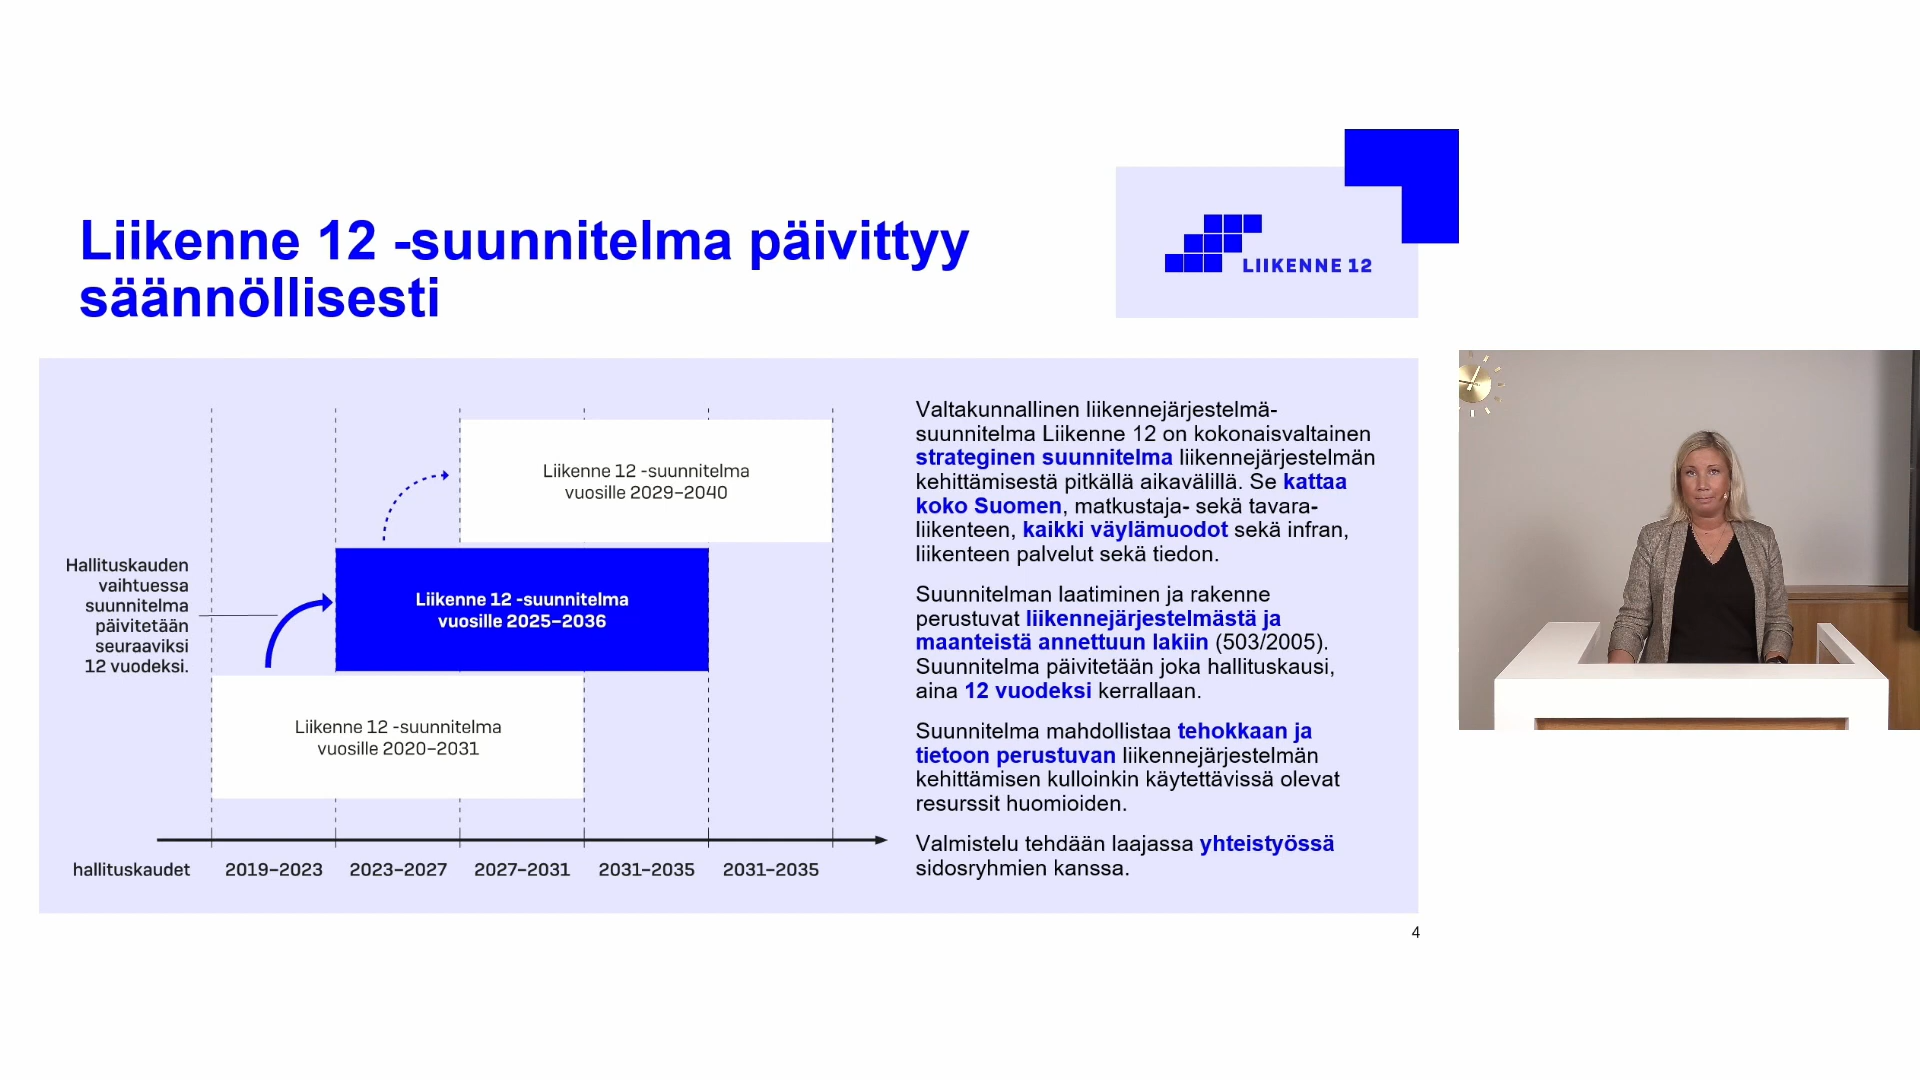 Liikenne 12 -suunnitelma päivittyy
säännöllisesti
LIIKENNE 12
Liikenne 12 -suunnitelma
vuosille 2029–2040
Hallituskauden
vaihtuessa
suunnitelma
päivitetään
seuraaviksi
12 vuodeksi.
Liikenne 12 -suunnitelma
vuosille 2025–2036
Liikenne 12 -suunnitelma
vuosille 2020–2031
hallituskaudet 2019–2023 2023–2027 2027–2031 2031–2035 2031–2035
Valtakunnallinen liikennejärjestelmä-
suunnitelma Liikenne 12 on kokonaisvaltainen
strateginen suunnitelma liikennejärjestelmän
kehittämisestä pitkällä aikavälillä. Se kattaa
koko Suomen, matkustaja- sekä tavara-
liikenteen, kaikki väylämuodot sekä infran,
liikenteen palvelut sekä tiedon.
Suunnitelman laatiminen ja rakenne
perustuvat liikennejärjestelmästä ja
maanteistä annettuun lakiin (503/2005).
Suunnitelma päivitetään joka hallituskausi,
aina 12 vuodeksi kerrallaan.
Suunnitelma mahdollistaa tehokkaan ja
tietoon perustuvan liikennejärjestelmän
kehittämisen kulloinkin käytettävissä olevat
resurssit huomioiden.
Valmistelu tehdään laajassa yhteistyössä
sidosryhmien kanssa.
4